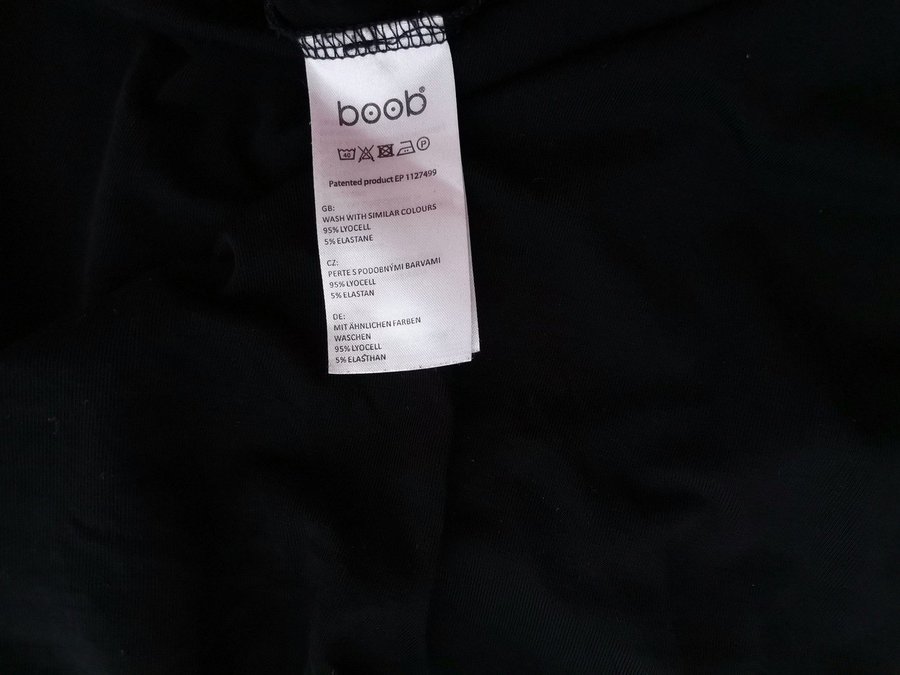 boob®
40 P
Patented product EP 1127499
GB:
WASH WITH SIMILAR COLOURS
95% LYOCELL
5% ELASTANE
CZ:
PERTE S PODOBNÝMI BARVAMI
95% LYOCELL
5% ELASTAN
DE:
MIT ÄHNLICHEN FARBEN
WASCHEN
95% LYOCELL
5% ELASTHAN